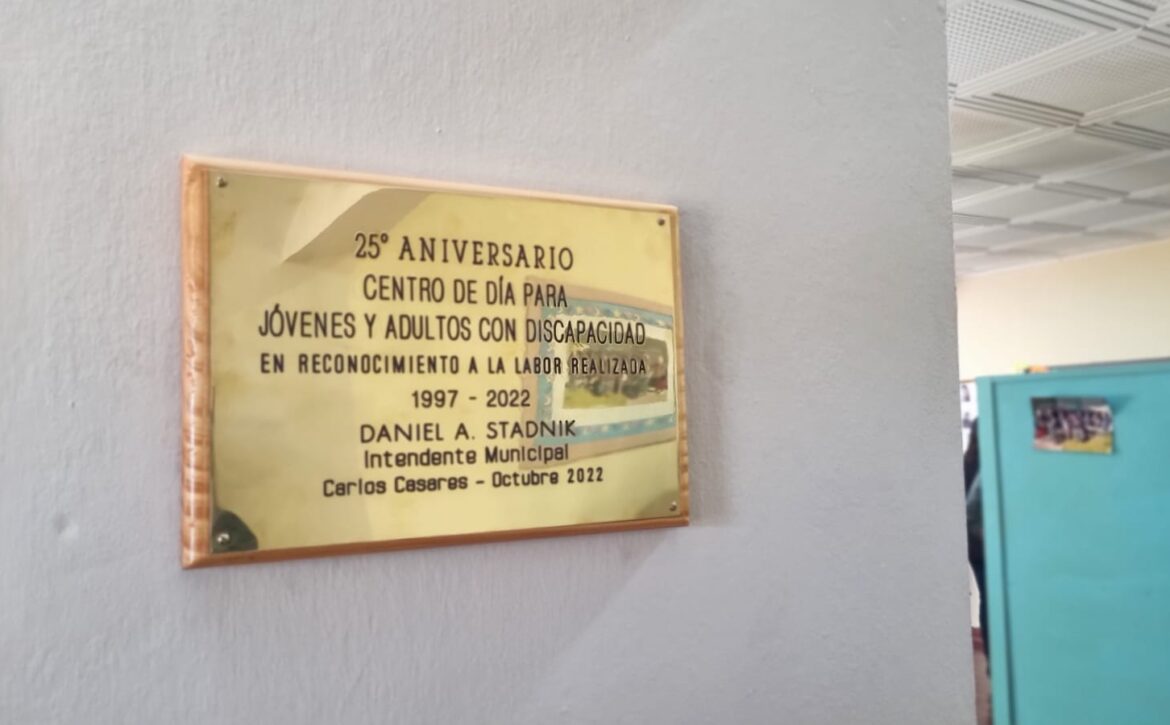 25° ANIVERSARIO
CENTRO DE DÍA PARA
JÓVENES Y ADULTOS CON DISCAPACIDAD
EN RECONOCIMIENTO A LA LABOR REALIZADA
1997 - 2022
DANIEL A. STADNIK
Intendente Municipal
Carlos Casares - Octubre 2022